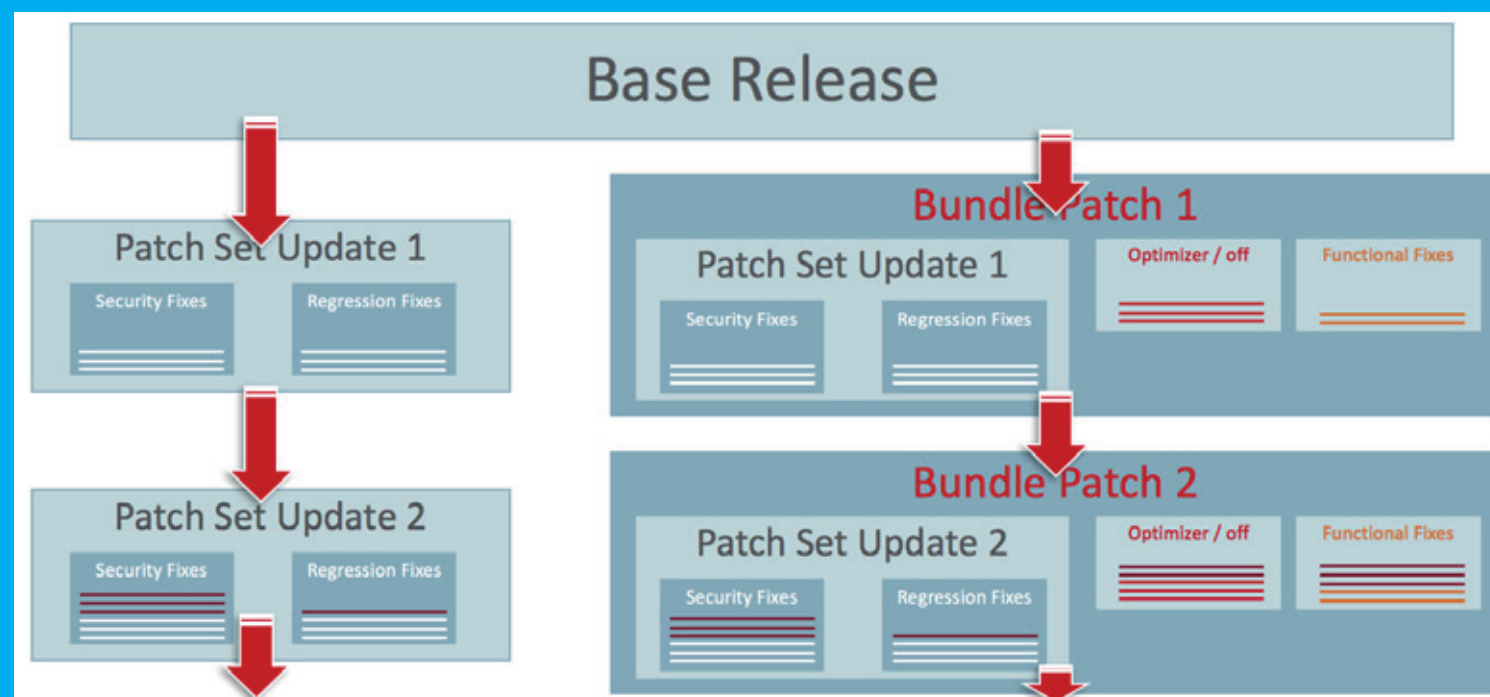 Base Release
Patch Set Update 1
Security Fixes
Regression Fixes
Patch Set Update 2
Security Fixes
Regression Fixes
Bundle Patch 1
Patch Set Update 1
Security Fixes
Regression Fixes
Optimizer / off
Functional Fixes
Bundle Patch 2
Patch Set Update 2
Security Fixes
Regression Fixes
Optimizer / off
Functional Fixes